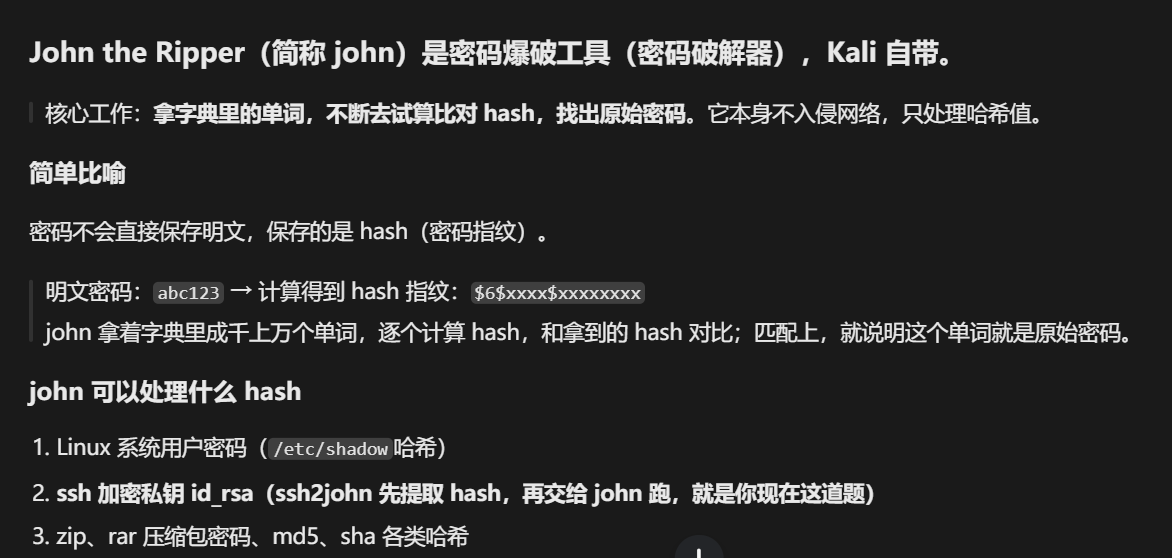 John the Ripper（简称 john）是密码爆破工具（密码破解器），Kali 自带。
核心工作：拿字典里的单词，不断去试算比对 hash，找出原始密码。它本身不入侵网络，只处理哈希值。
简单比喻
密码不会直接保存明文，保存的是 hash（密码指纹）。
明文密码：abc123 → 计算得到 hash 指纹：$6$xxxx$xxxxxxxx
john 拿着字典里成千上万个单词，逐个计算 hash，和拿到的 hash 对比；匹配上，就说明这个单词就是原始密码。
john 可以处理什么 hash
1. Linux 系统用户密码（/etc/shadow哈希）
2. ssh 加密私钥 id_rsa（ssh2john 先提取 hash，再交给 john 跑，就是你现在这道题）
3. zip、rar 压缩包密码、md5、sha 各类哈希